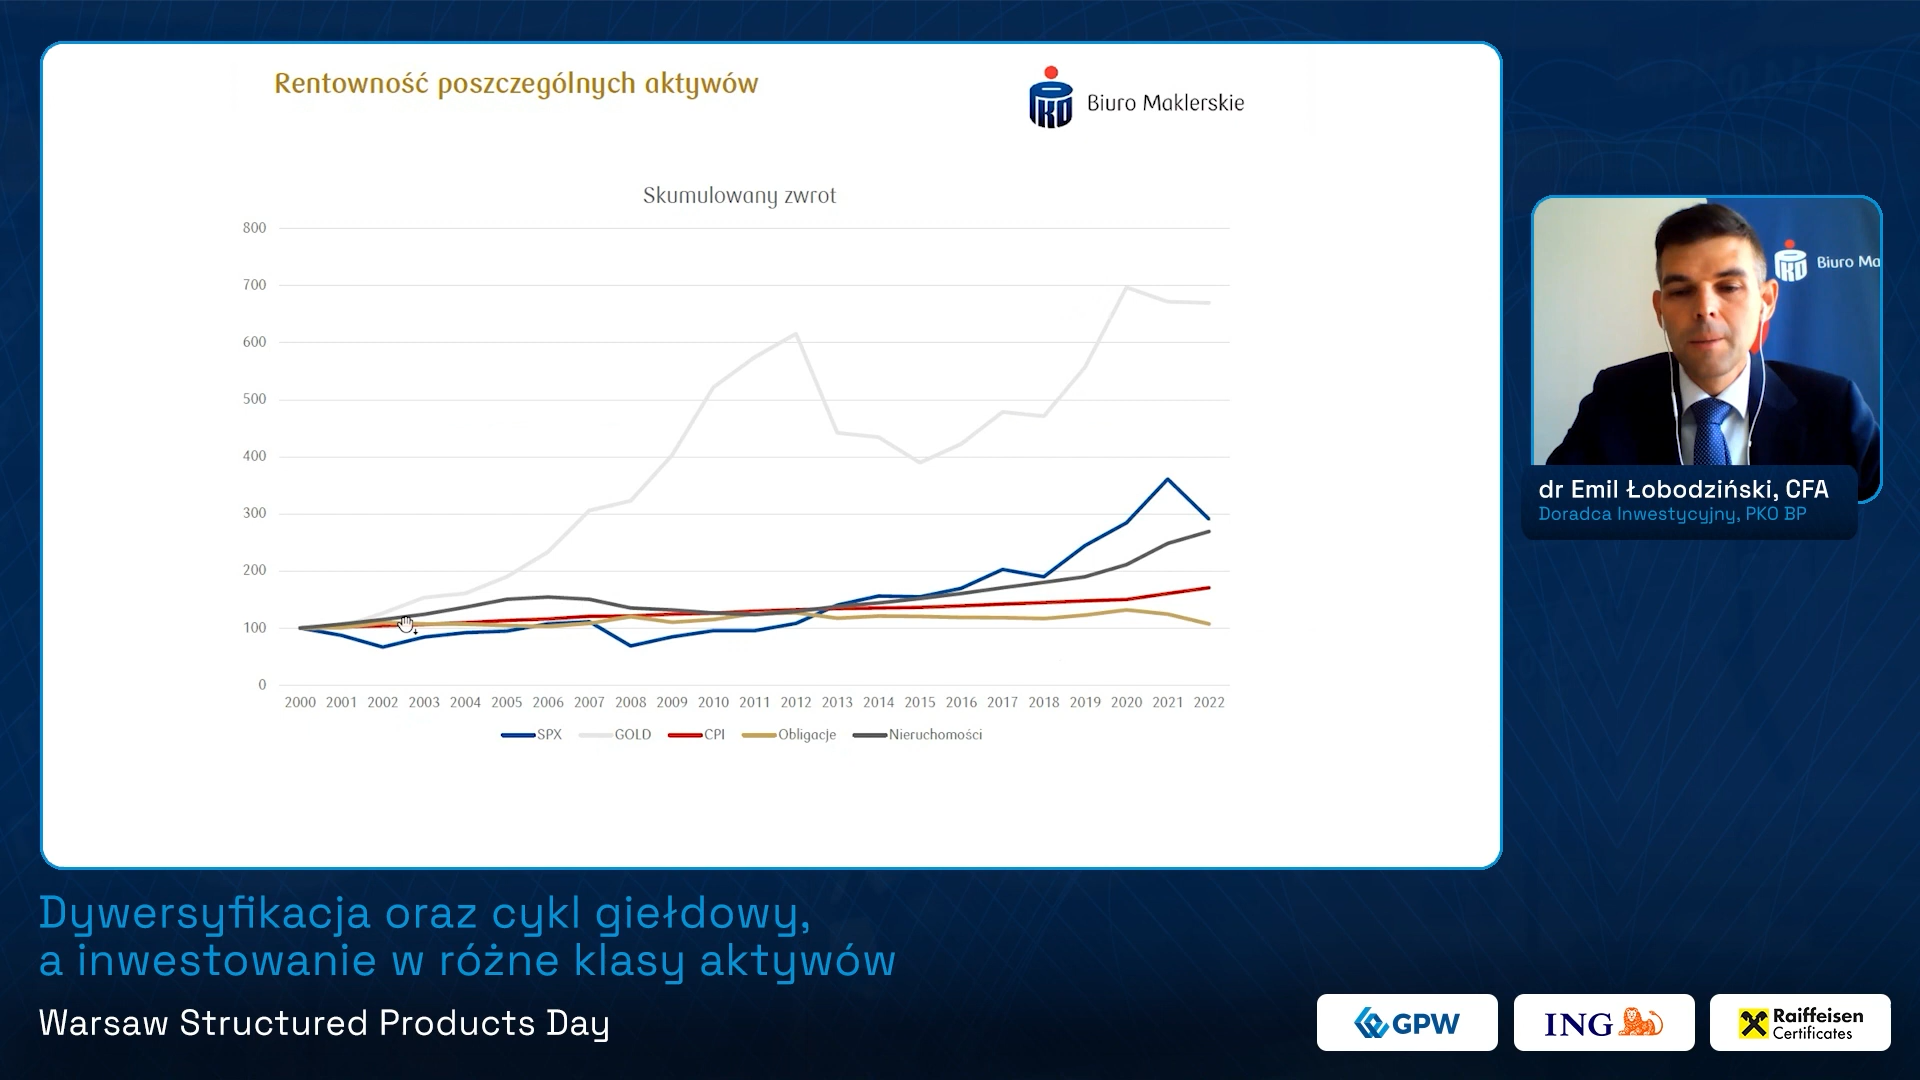 Rentowność poszczególnych aktywów
PKO Biuro Maklerskie
Skumulowany zwrot
800
700
600
500
400
300
200
100
0
2000 2001 2002 2003 2004 2005 2006 2007 2008 2009 2010 2011 2012 2013 2014 2015 2016 2017 2018 2019 2020 2021 2022
SPX GOLD CPI Obligacje Nieruchomości
PKO Biuro Ma
dr Emil Łobodziński, CFA
Doradca Inwestycyjny, PKO BP
Dywersyfikacja oraz cykl giełdowy,
a inwestowanie w różne klasy aktywów
Warsaw Structured Products Day
GPW
ING
Raiffeisen
Certificates